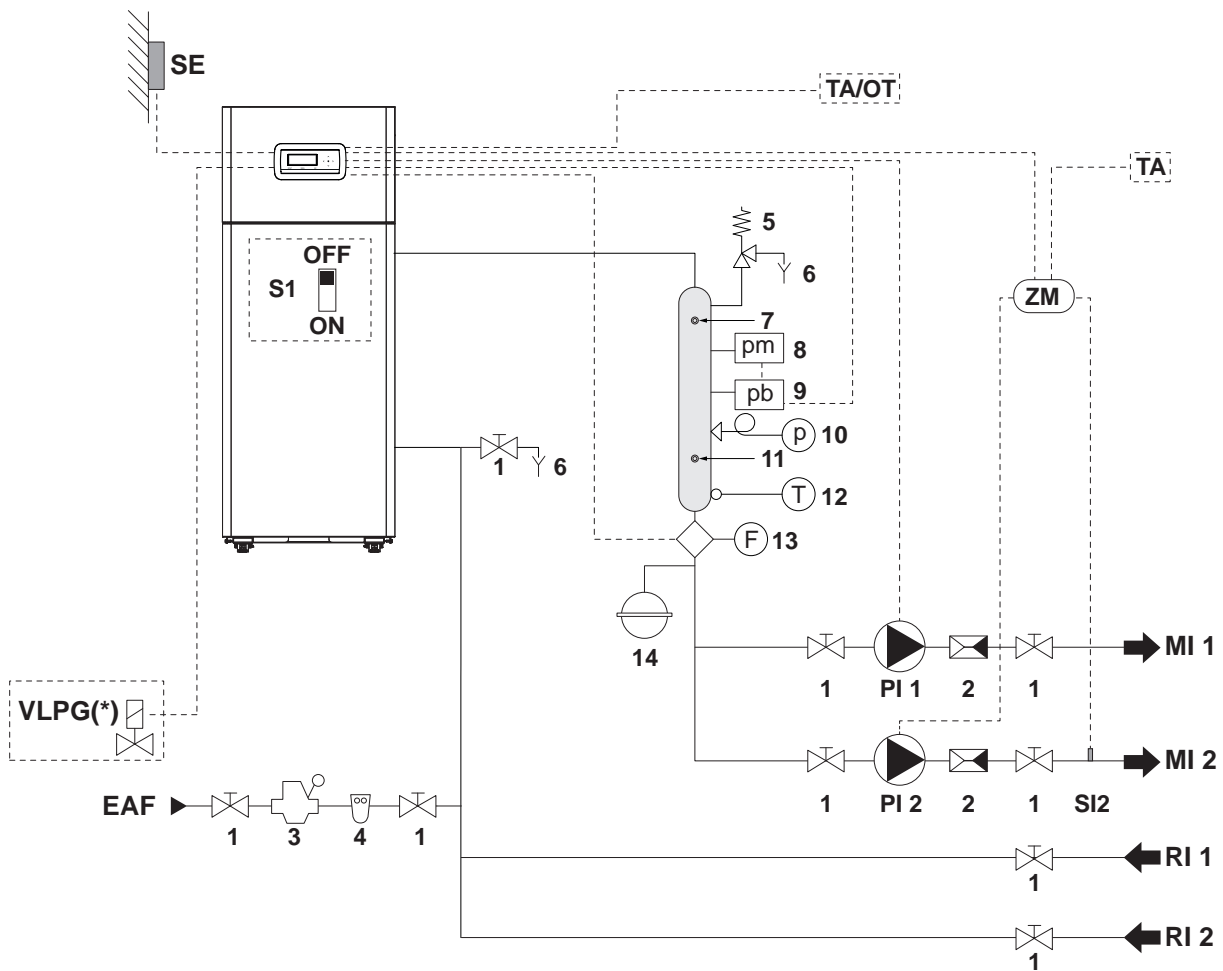 SE
TA/OT
TA
OFF
S1
ON
5
6
ZM
7
pm 8
pb 9
p 10
1 6
11
T 12
F 13
14
MI 1
1 PI 1 2 1
VLPG(*)
MI 2
EAF
1 PI 2 2 1 SI2
1 3 4 1
RI 1
1
RI 2
1